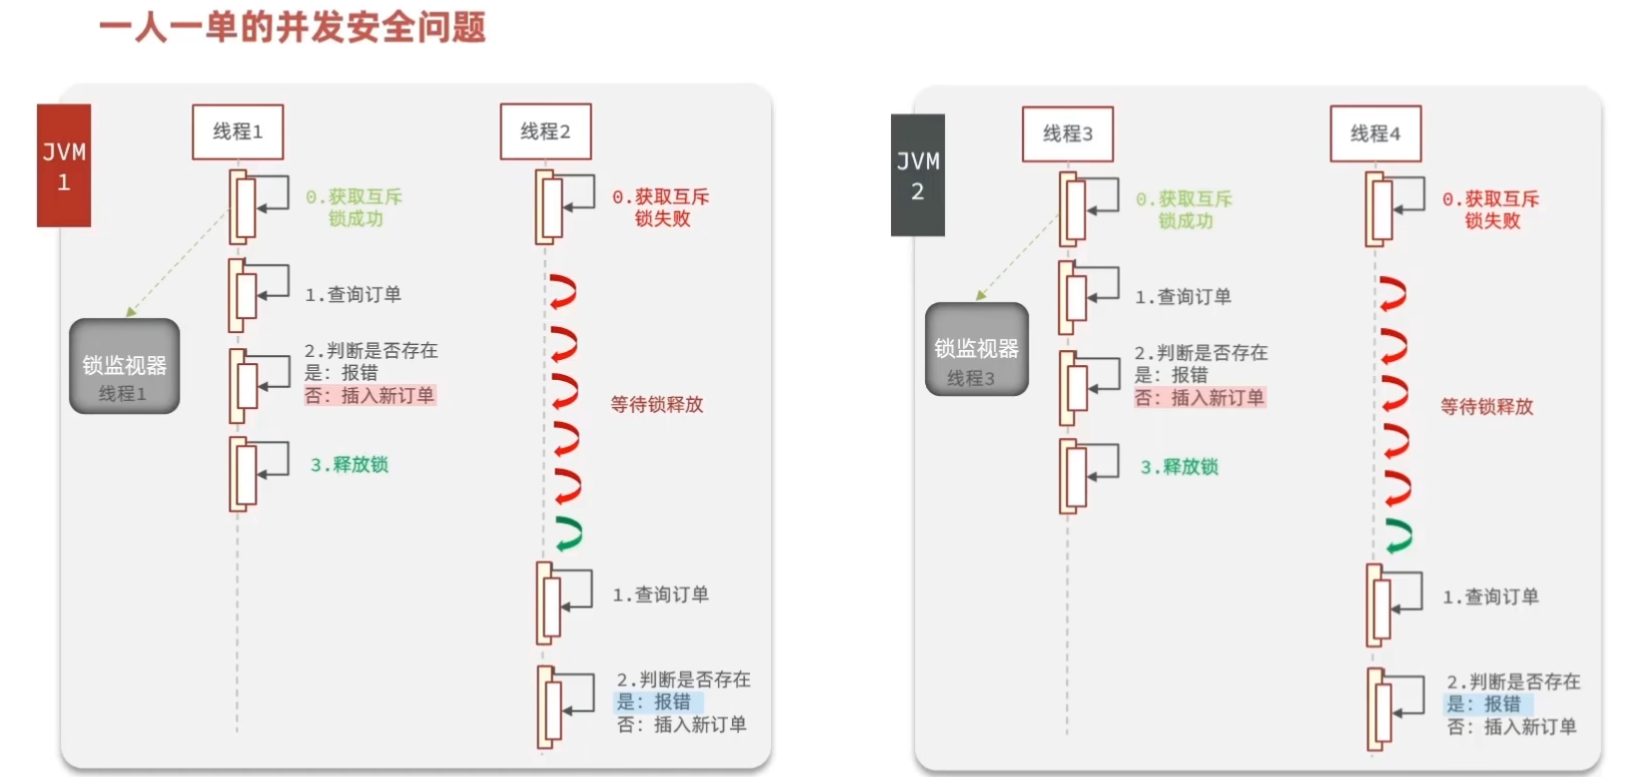 一人一单的并发安全问题
JVM
1
线程1
线程2
0.获取互斥
锁成功
0.获取互斥
锁失败
1.查询订单
锁监视器
线程1
2.判断是否存在
是：报错
否：插入新订单
等待锁释放
3.释放锁
1.查询订单
2.判断是否存在
是：报错
否：插入新订单
JVM
2
线程3
线程4
0.获取互斥
锁成功
0.获取互斥
锁失败
1.查询订单
锁监视器
线程3
2.判断是否存在
是：报错
否：插入新订单
等待锁释放
3.释放锁
1.查询订单
2.判断是否存在
是：报错
否：插入新订单